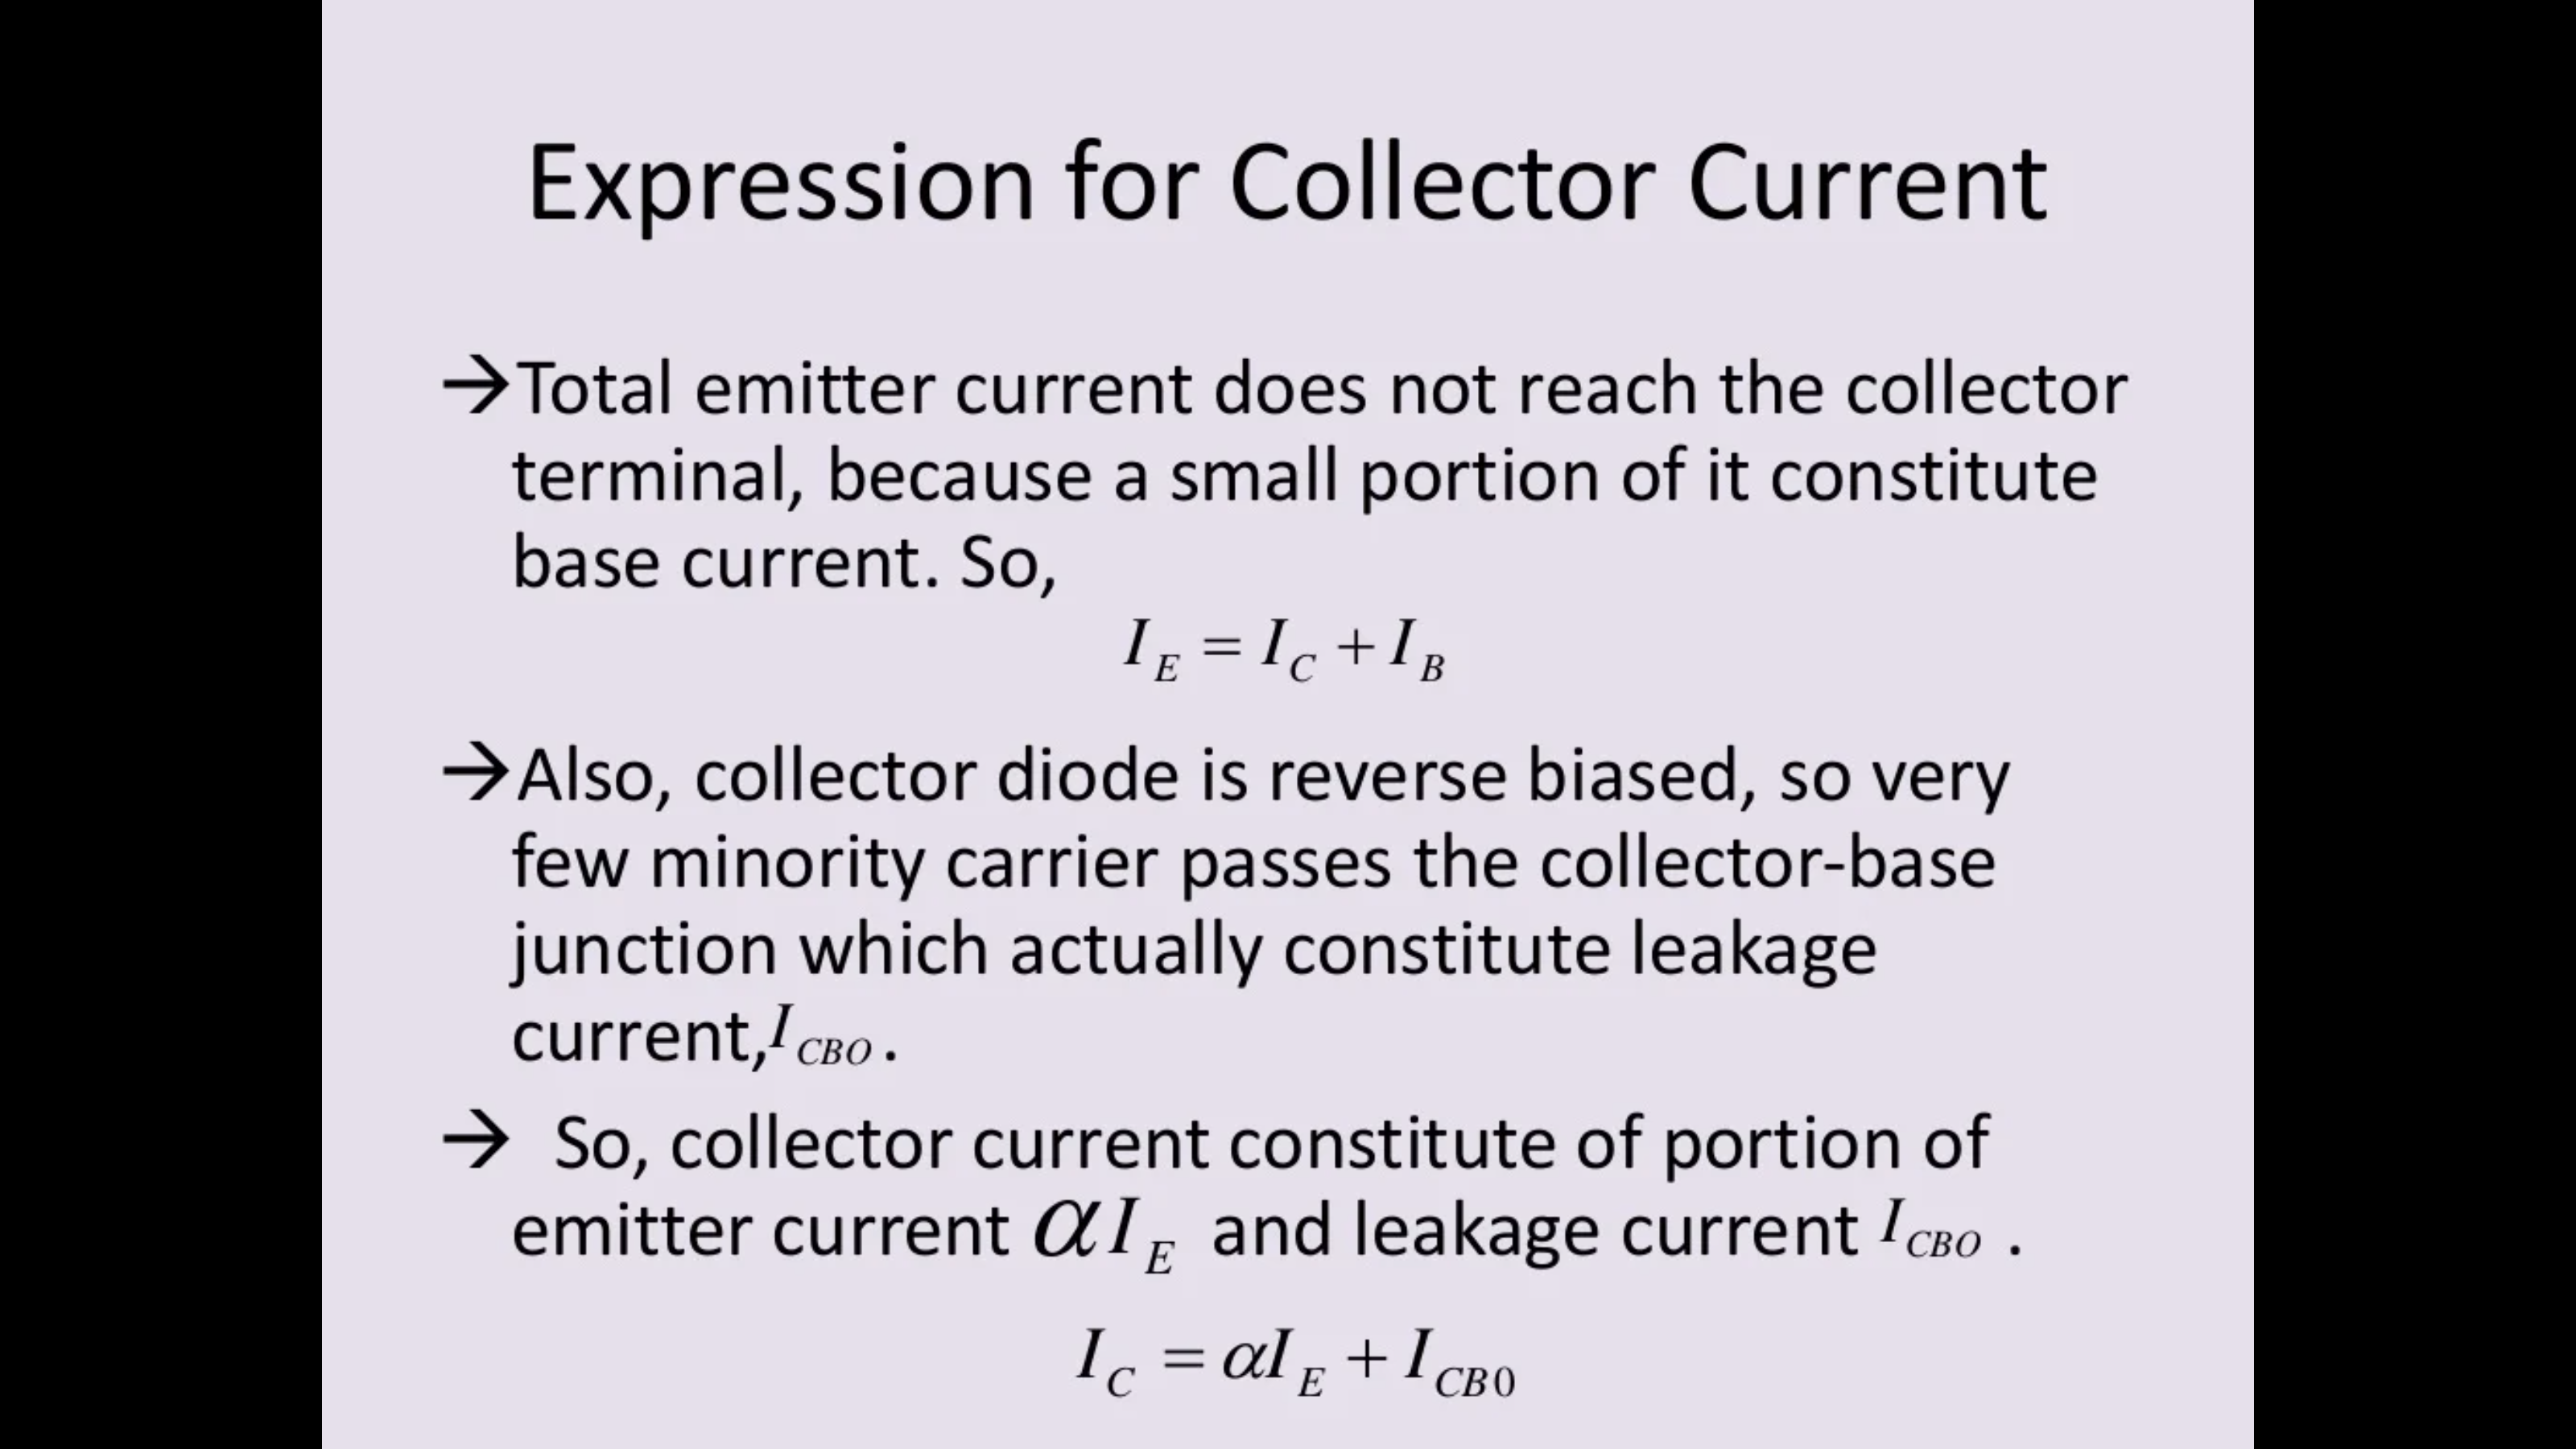 Expression for Collector Current
→Total emitter current does not reach the collector
terminal, because a small portion of it constitute
base current. So,
I_E = I_C + I_B
→Also, collector diode is reverse biased, so very
few minority carrier passes the collector-base
junction which actually constitute leakage
current, I_CBO .
→ So, collector current constitute of portion of
emitter current αI_E and leakage current I_CBO .
I_C = αI_E + I_CB0